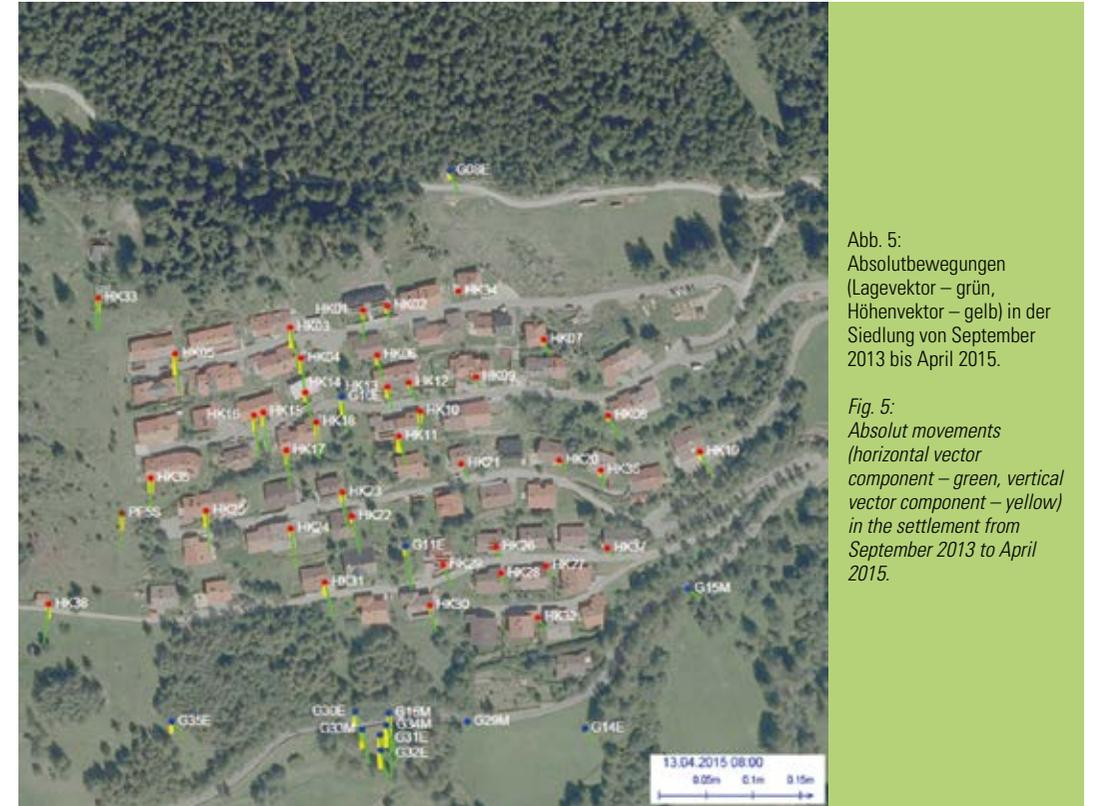 G08E
HK33
HK34
HK01
HK02
HK03
HK07
HK05
HK04
HK06
HK09
HK14
HK13
HK12
G10E
HK16
HK15
HK10
HK08
HK18
HK11
HK17
HK19
HK21
HK20
HK35
HK23
PFSS
HK25
HK22
HK24
G11E
HK26
HK37
HK29
HK28
HK27
HK31
G15M
HK38
HK30
HK32
G35E
G30E
G16M
G29M
G33M
G34M
G14E
G31E
G32E
13.04.2015 08:00
0.05m 0.1m 0.15m
Abb. 5:
Absolutbewegungen
(Lagevektor – grün,
Höhenvektor – gelb) in der
Siedlung von September
2013 bis April 2015.
Fig. 5:
Absolut movements
(horizontal vector
component – green, vertical
vector component – yellow)
in the settlement from
September 2013 to April
2015.